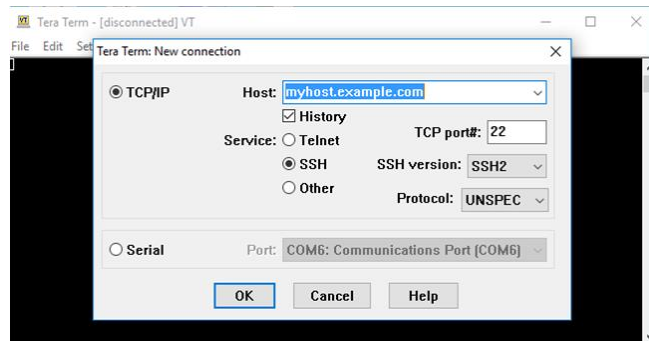 VT Tera Term - [disconnected] VT
File Edit Set
Tera Term: New connection
TCP/IP Host: myhost.example.com
History
Service: Telnet TCP port#: 22
SSH SSH version: SSH2
Other Protocol: UNSPEC
Serial Port: COM6: Communications Port (COM6)
OK Cancel Help